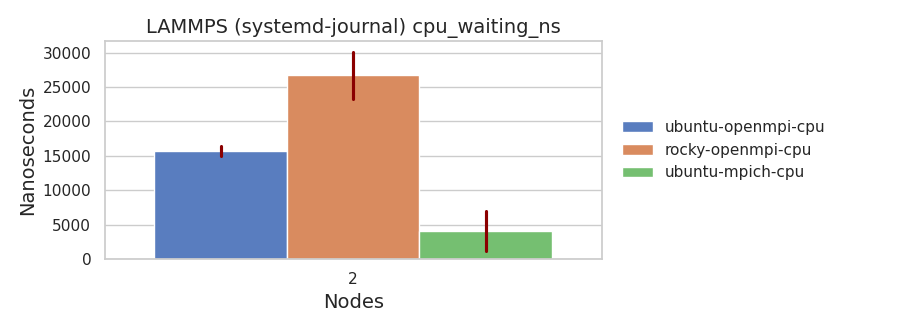 LAMMPS (systemd-journal) cpu_waiting_ns
Nanoseconds
30000
25000
20000
15000
10000
5000
0
2
Nodes
ubuntu-openmpi-cpu
rocky-openmpi-cpu
ubuntu-mpich-cpu